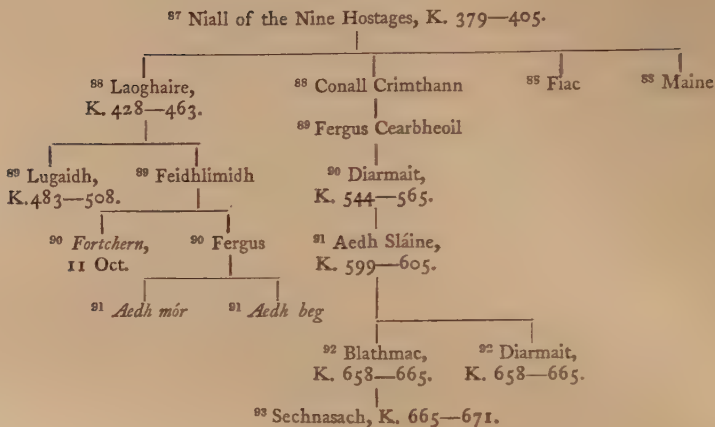 ⁸⁷ Niall of the Nine Hostages, K. 379—405.
⁸⁸ Laoghaire, ⁸⁸ Conall Crimthann ⁸⁸ Fiac ⁸⁸ Maine
K. 428—463.
⁸⁹ Fergus Cearbheoil
⁸⁹ Lugaidh, ⁸⁹ Feidhlimidh ⁹⁰ Diarmait,
K. 483—508. K. 544—565.
⁹⁰ Fortchern, ⁹⁰ Fergus ⁹¹ Aedh Sláine,
11 Oct. K. 599—605.
⁹¹ Aedh mór ⁹¹ Aedh beg
⁹² Blathmac, ⁹² Diarmait,
K. 658—665. K. 658—665.
⁹³ Sechnasach, K. 665—671.